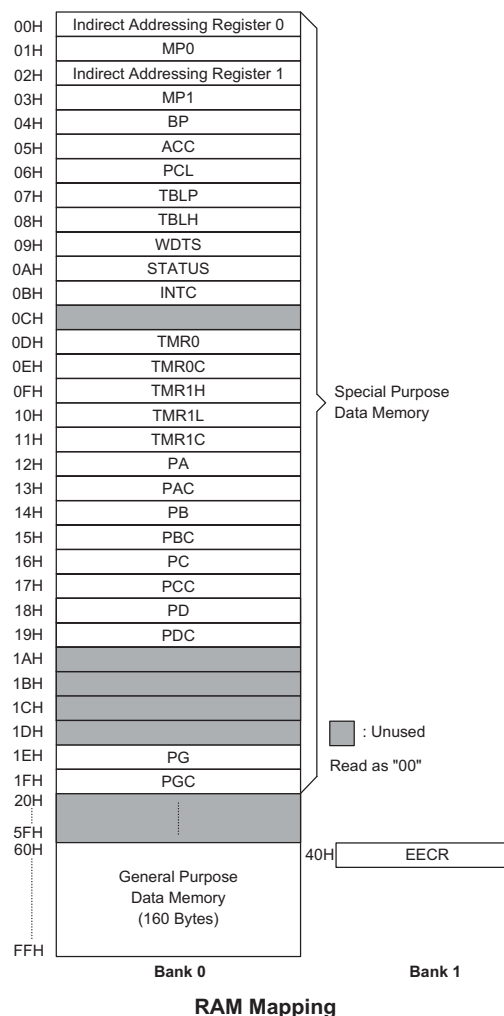 00H Indirect Addressing Register 0
01H MP0
02H Indirect Addressing Register 1
03H MP1
04H BP
05H ACC
06H PCL
07H TBLP
08H TBLH
09H WDTS
0AH STATUS
0BH INTC
0CH
0DH TMR0
0EH TMR0C
0FH TMR1H
10H TMR1L
11H TMR1C
12H PA
13H PAC
14H PB
15H PBC
16H PC
17H PCC
18H PD
19H PDC
1AH
1BH
1CH
1DH
1EH PG
1FH PGC
20H
5FH
60H
General Purpose
Data Memory
(160 Bytes)
FFH
Special Purpose
Data Memory
: Unused
Read as "00"
40H EECR
Bank 0 Bank 1
RAM Mapping